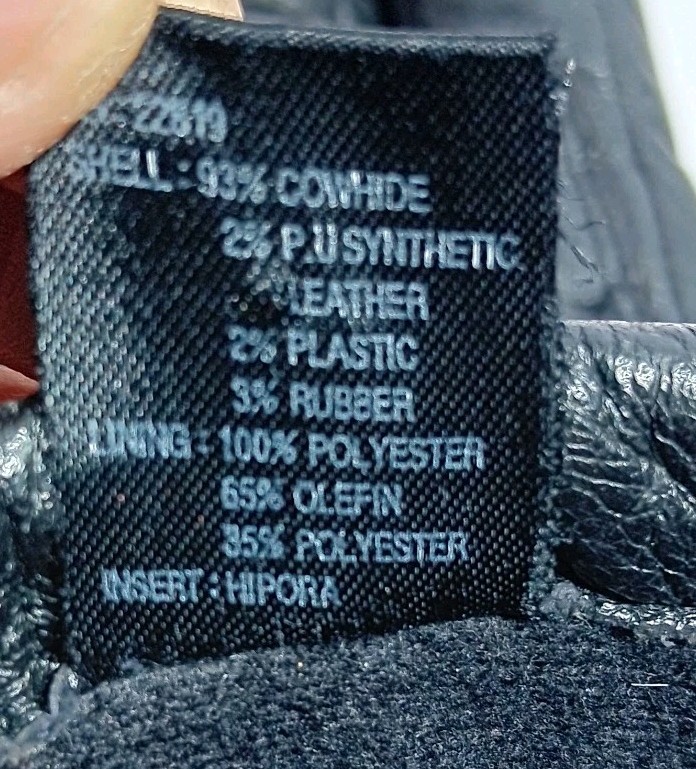 22819
SHELL : 93% COWHIDE
2% P.U SYNTHETIC
LEATHER
2% PLASTIC
3% RUBBER
LINING : 100% POLYESTER
65% OLEFIN
35% POLYESTER
INSERT : HIPORA